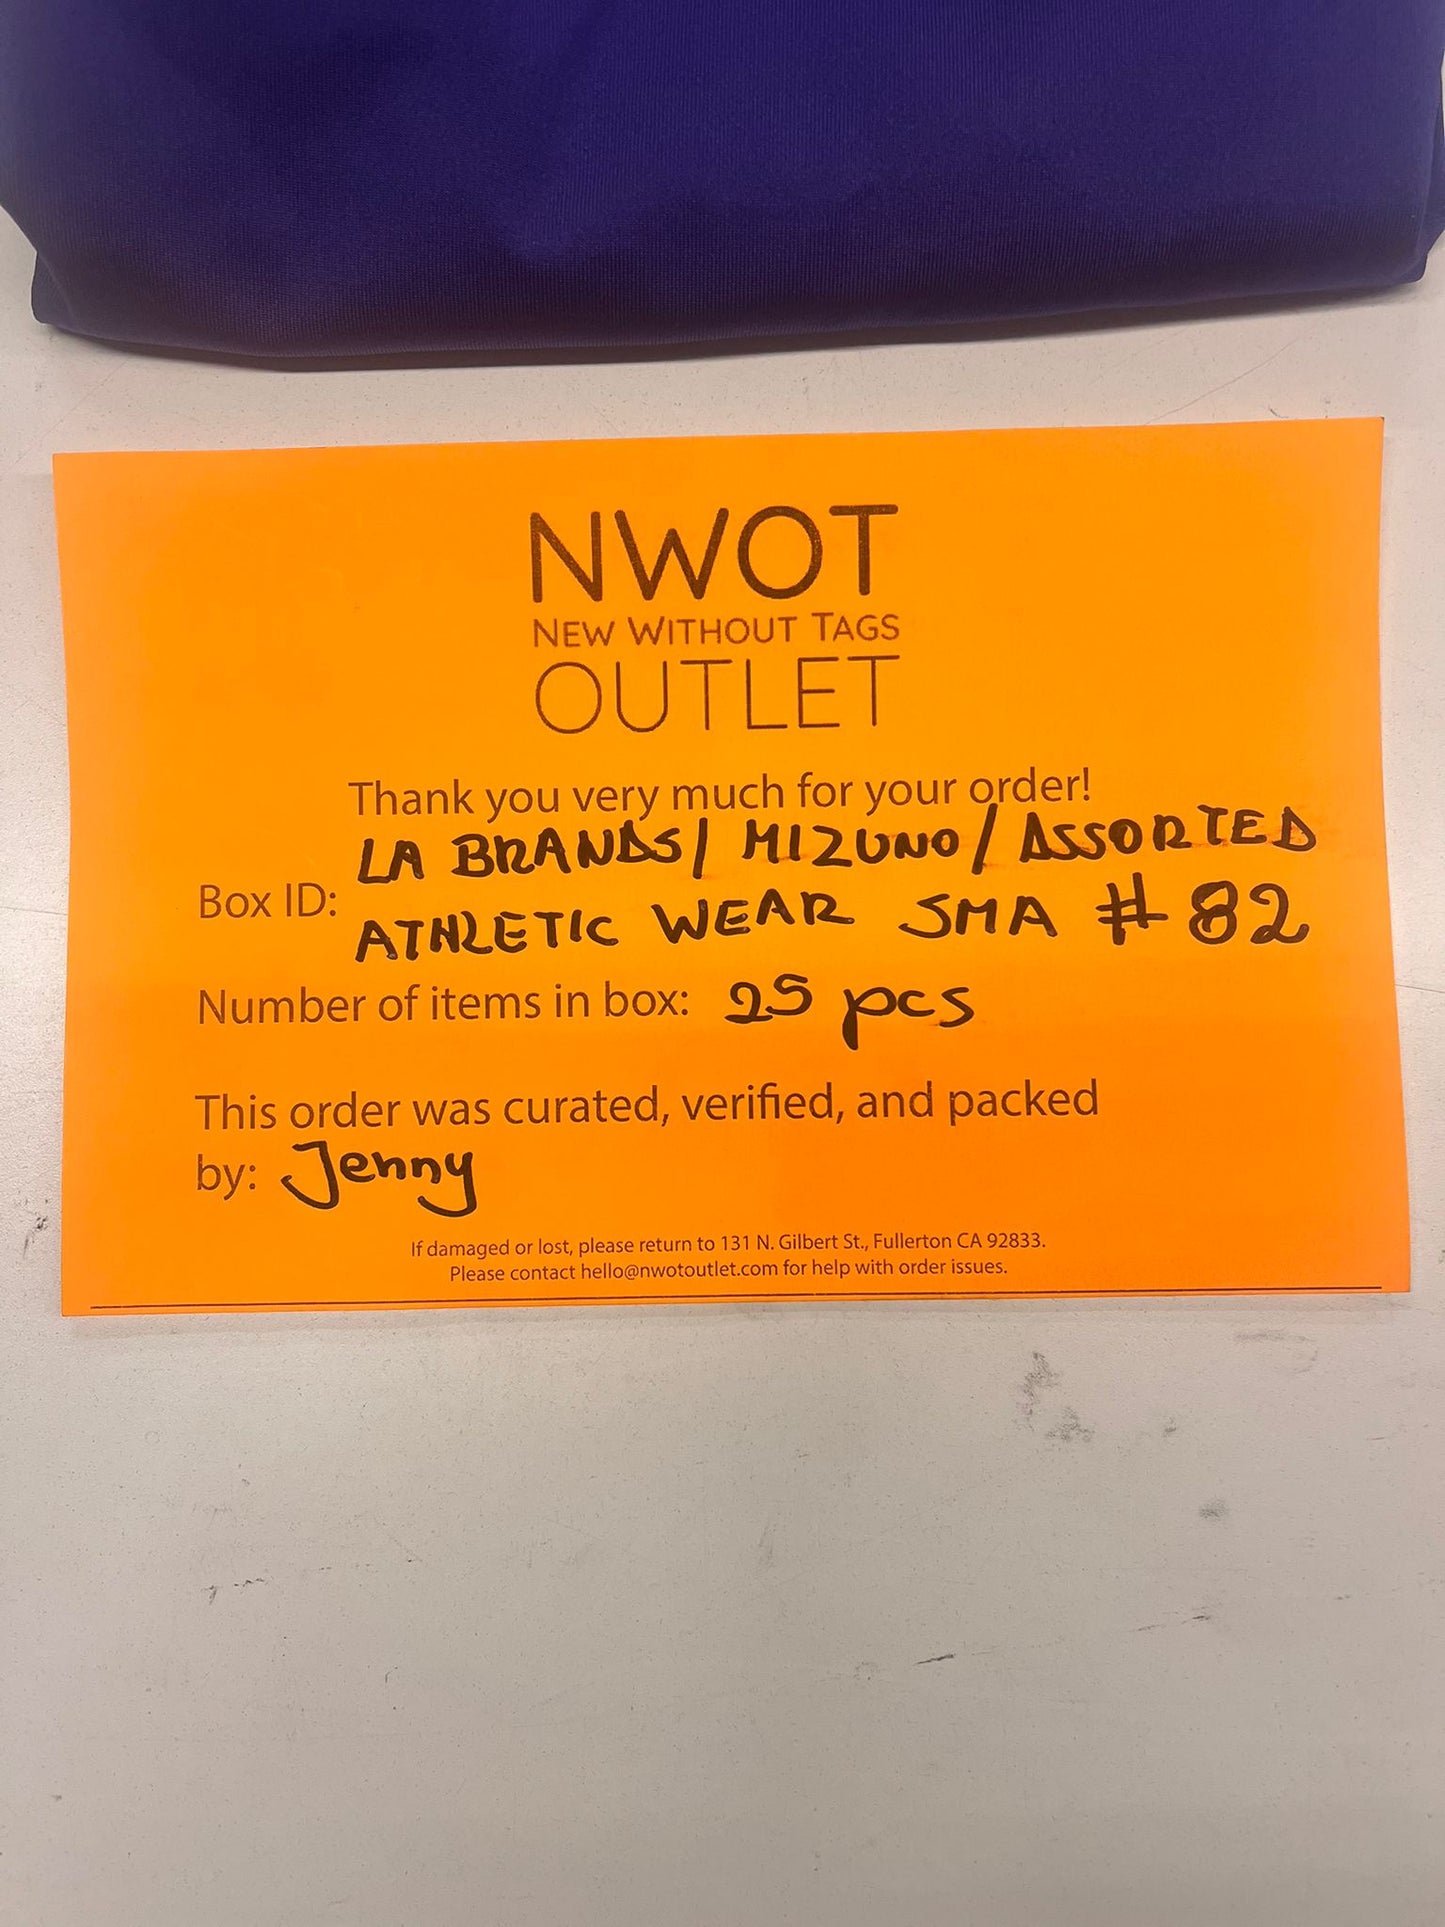 NWOT
NEW WITHOUT TAGS
OUTLET
Thank you very much for your order!
LA BRANDS/ MIZUNO/ ASSORTED
Box ID:
ATHLETIC WEAR SMA #82
Number of items in box: 25 pcs
This order was curated, verified, and packed
by: Jenny
If damaged or lost, please return to 131 N. Gilbert St., Fullerton CA 92833.
Please contact hello@nwotoutlet.com for help with order issues.